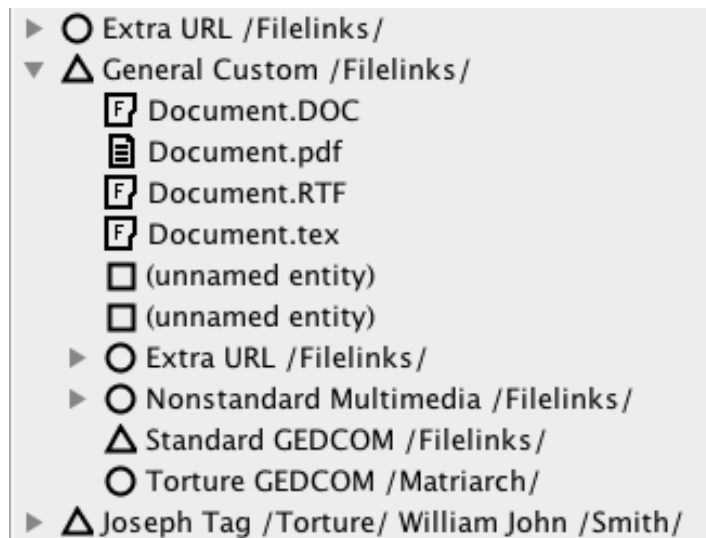 Extra URL /Filelinks/
General Custom /Filelinks/
Document.DOC
Document.pdf
Document.RTF
Document.tex
(unnamed entity)
(unnamed entity)
Extra URL /Filelinks/
Nonstandard Multimedia /Filelinks/
Standard GEDCOM /Filelinks/
Torture GEDCOM /Matriarch/
Joseph Tag /Torture/ William John /Smith/